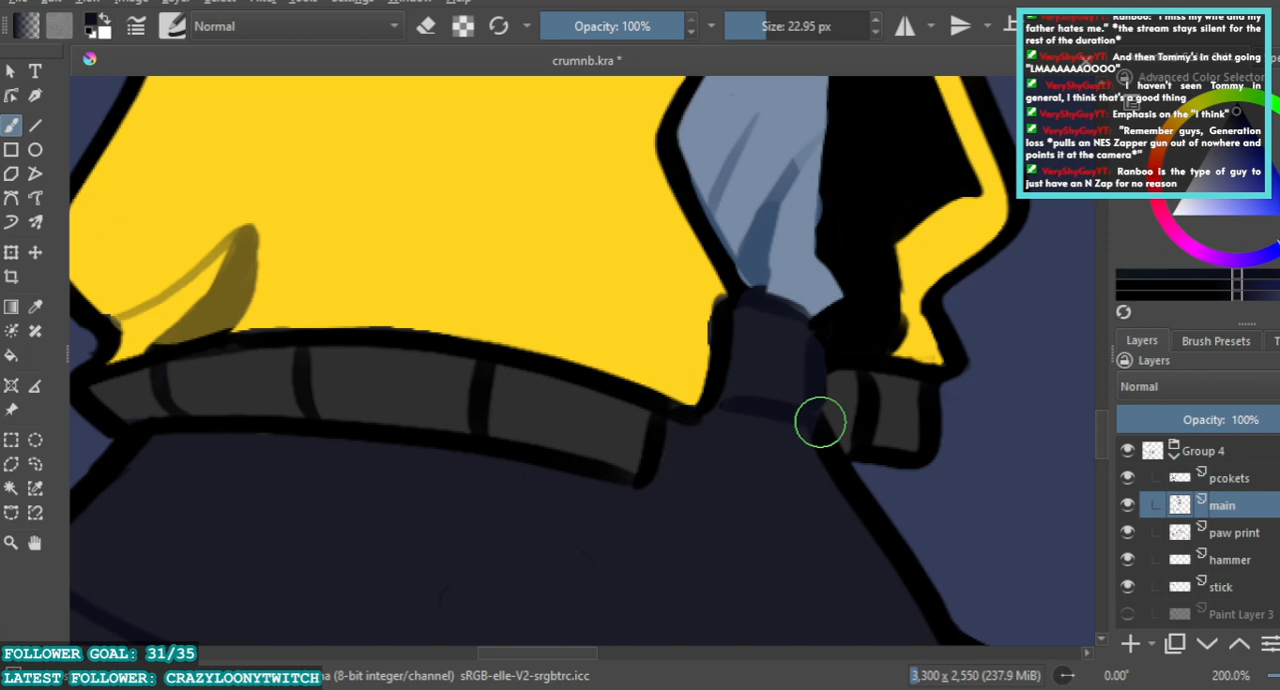 Normal
Opacity: 100%
Size: 22.95 px
crumnb.kra *
Ranboo: "I miss my wife and my
father hates me." *the stream stays silent for the
rest of the duration*
VeryShyGuyYT: And then Tommy's in chat going
"LMAAAAAAOOOO"
Advanced Color Selector
VeryShyGuyYT: "I haven't seen Tommy in
general, I think that's a good thing
VeryShyGuyYT: Emphasis on the "I think"
VeryShyGuyYT: "Remember guys, Generation
loss *pulls an NES Zapper gun out of nowhere and
points it at the camera*"
VeryShyGuyYT: Ranboo is the type of guy to
just have an N Zap for no reason
Layers
Brush Presets
Layers
Normal
Opacity: 100%
Group 4
pcokets
main
paw print
hammer
stick
Paint Layer 3
FOLLOWER GOAL: 31/35
LATEST FOLLOWER: CRAZYLOONYTWITCH
(8-bit integer/channel) sRGB-elle-V2-srgbtrc.icc
3,300 x 2,550 (237.9 MiB)
0.00°
200.0%